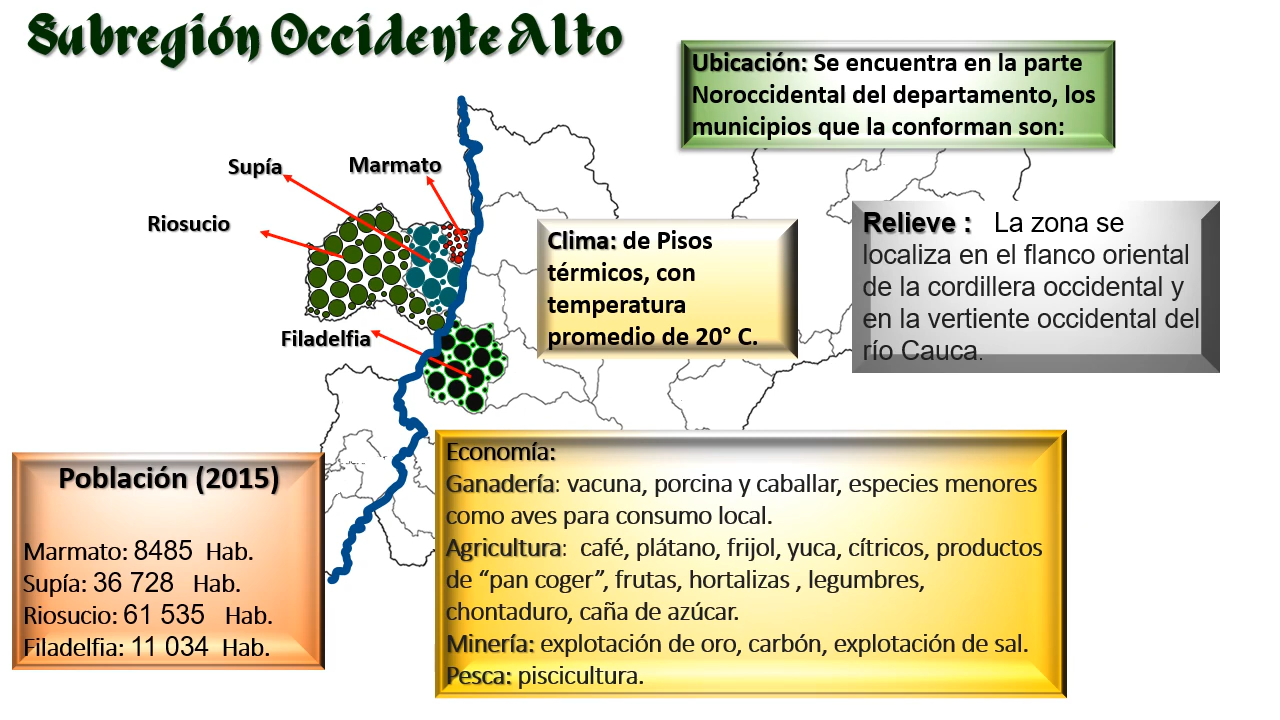 Subregión Occidente Alto
Ubicación: Se encuentra en la parte
Noroccidental del departamento, los
municipios que la conforman son:
Supía
Marmato
Riosucio
Filadelfia
Clima: de Pisos
térmicos, con
temperatura
promedio de 20° C.
Relieve : La zona se
localiza en el flanco oriental
de la cordillera occidental y
en la vertiente occidental del
río Cauca.
Población (2015)
Marmato: 8485 Hab.
Supía: 36 728 Hab.
Riosucio: 61 535 Hab.
Filadelfia: 11 034 Hab.
Economía:
Ganadería: vacuna, porcina y caballar, especies menores
como aves para consumo local.
Agricultura: café, plátano, frijol, yuca, cítricos, productos
de “pan coger”, frutas, hortalizas , legumbres,
chontaduro, caña de azúcar.
Minería: explotación de oro, carbón, explotación de sal.
Pesca: piscicultura.